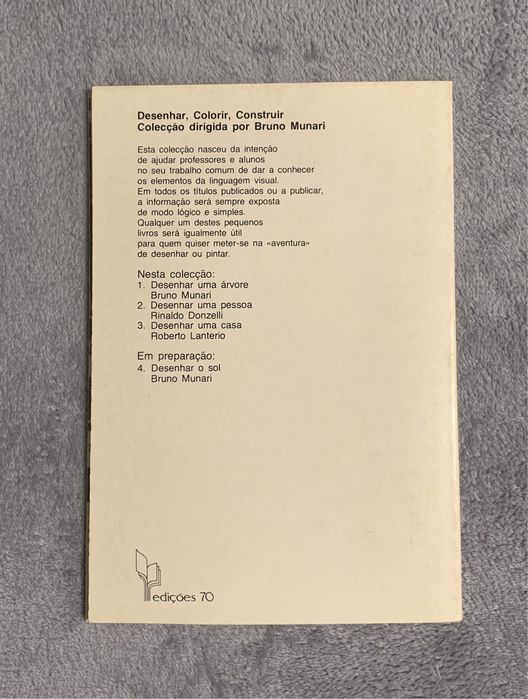 Desenhar, Colorir, Construir
Colecção dirigida por Bruno Munari
Esta colecção nasceu da intenção
de ajudar professores e alunos
no seu trabalho comum de dar a conhecer
os elementos da linguagem visual.
Em todos os títulos publicados ou a publicar,
a informação será sempre exposta
de modo lógico e simples.
Qualquer um destes pequenos
livros será igualmente útil
para quem quiser meter-se na «aventura»
de desenhar ou pintar.
Nesta colecção:
1. Desenhar uma árvore
Bruno Munari
2. Desenhar uma pessoa
Rinaldo Donzelli
3. Desenhar uma casa
Roberto Lanterio
Em preparação:
4. Desenhar o sol
Bruno Munari
edições 70